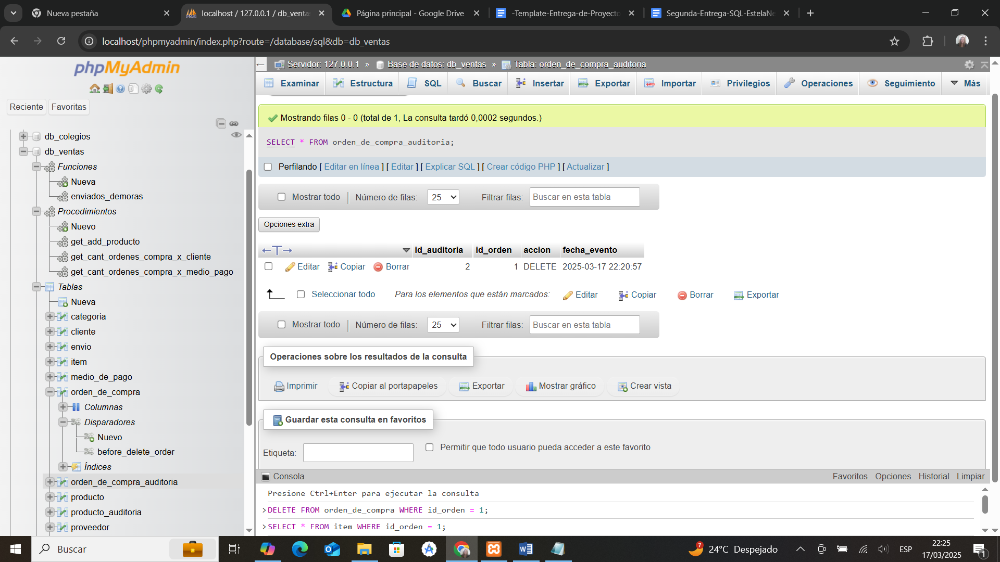 Nueva pestaña
localhost / 127.0.0.1 / db_venta
Página principal - Google Drive
-Template-Entrega-de-Proyecto
Segunda-Entrega-SQL-EstelaNe
localhost/phpmyadmin/index.php?route=/database/sql&db=db_ventas
phpMyAdmin
Reciente
Favoritas
db_colegios
db_ventas
Funciones
Nueva
enviados_demoras
Procedimientos
Nuevo
get_add_producto
get_cant_ordenes_compra_x_cliente
get_cant_ordenes_compra_x_medio_pago
Tablas
Nueva
categoria
cliente
envio
item
medio_de_pago
orden_de_compra
Columnas
Disparadores
Nuevo
before_delete_order
Índices
orden_de_compra_auditoria
producto
producto_auditoria
proveedor
Servidor: 127.0.0.1 » Base de datos: db_ventas » Tabla: orden_de_compra_auditoria
Examinar Estructura SQL Buscar Insertar Exportar Importar Privilegios Operaciones Seguimiento Más
Mostrando filas 0 - 0 (total de 1, La consulta tardó 0,0002 segundos.)
SELECT * FROM orden_de_compra_auditoria;
Perfilando [ Editar en línea ] [ Editar ] [ Explicar SQL ] [ Crear código PHP ] [ Actualizar ]
Mostrar todo Número de filas: 25 Filtrar filas: Buscar en esta tabla
Opciones extra
id_auditoria id_orden accion fecha_evento
Editar Copiar Borrar 2 1 DELETE 2025-03-17 22:20:57
Seleccionar todo Para los elementos que están marcados: Editar Copiar Borrar Exportar
Mostrar todo Número de filas: 25 Filtrar filas: Buscar en esta tabla
Operaciones sobre los resultados de la consulta
Imprimir Copiar al portapapeles Exportar Mostrar gráfico Crear vista
Guardar esta consulta en favoritos
Etiqueta: Permitir que todo usuario pueda acceder a este favorito
Consola Favoritos Opciones Historial Limpiar
Presione Ctrl+Enter para ejecutar la consulta
>DELETE FROM orden_de_compra WHERE id_orden = 1;
>SELECT * FROM item WHERE id_orden = 1;
Buscar
7
24°C Despejado
ESP
22:25
17/03/2025
1